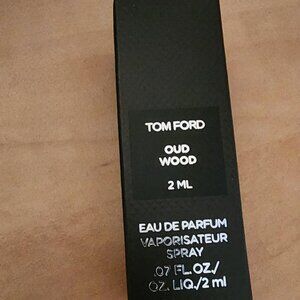 TOM FORD
OUD
WOOD
2 ML
EAU DE PARFUM
VAPORISATEUR
SPRAY
.07 FL.OZ./
OZ. LIQ./2 ml